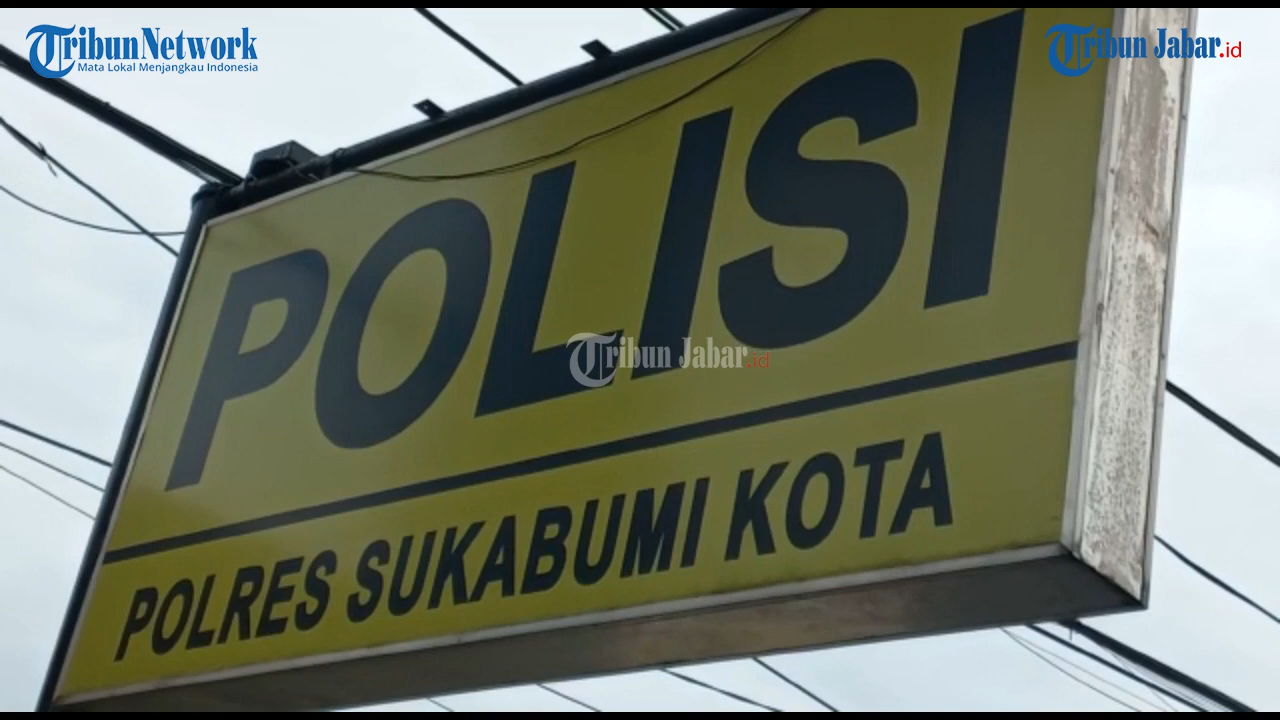 TribunNetwork
Mata Lokal Menjangkau Indonesia
Tribun Jabar.id
POLISI
Tribun Jabar.id
POLRES SUKABUMI KOTA